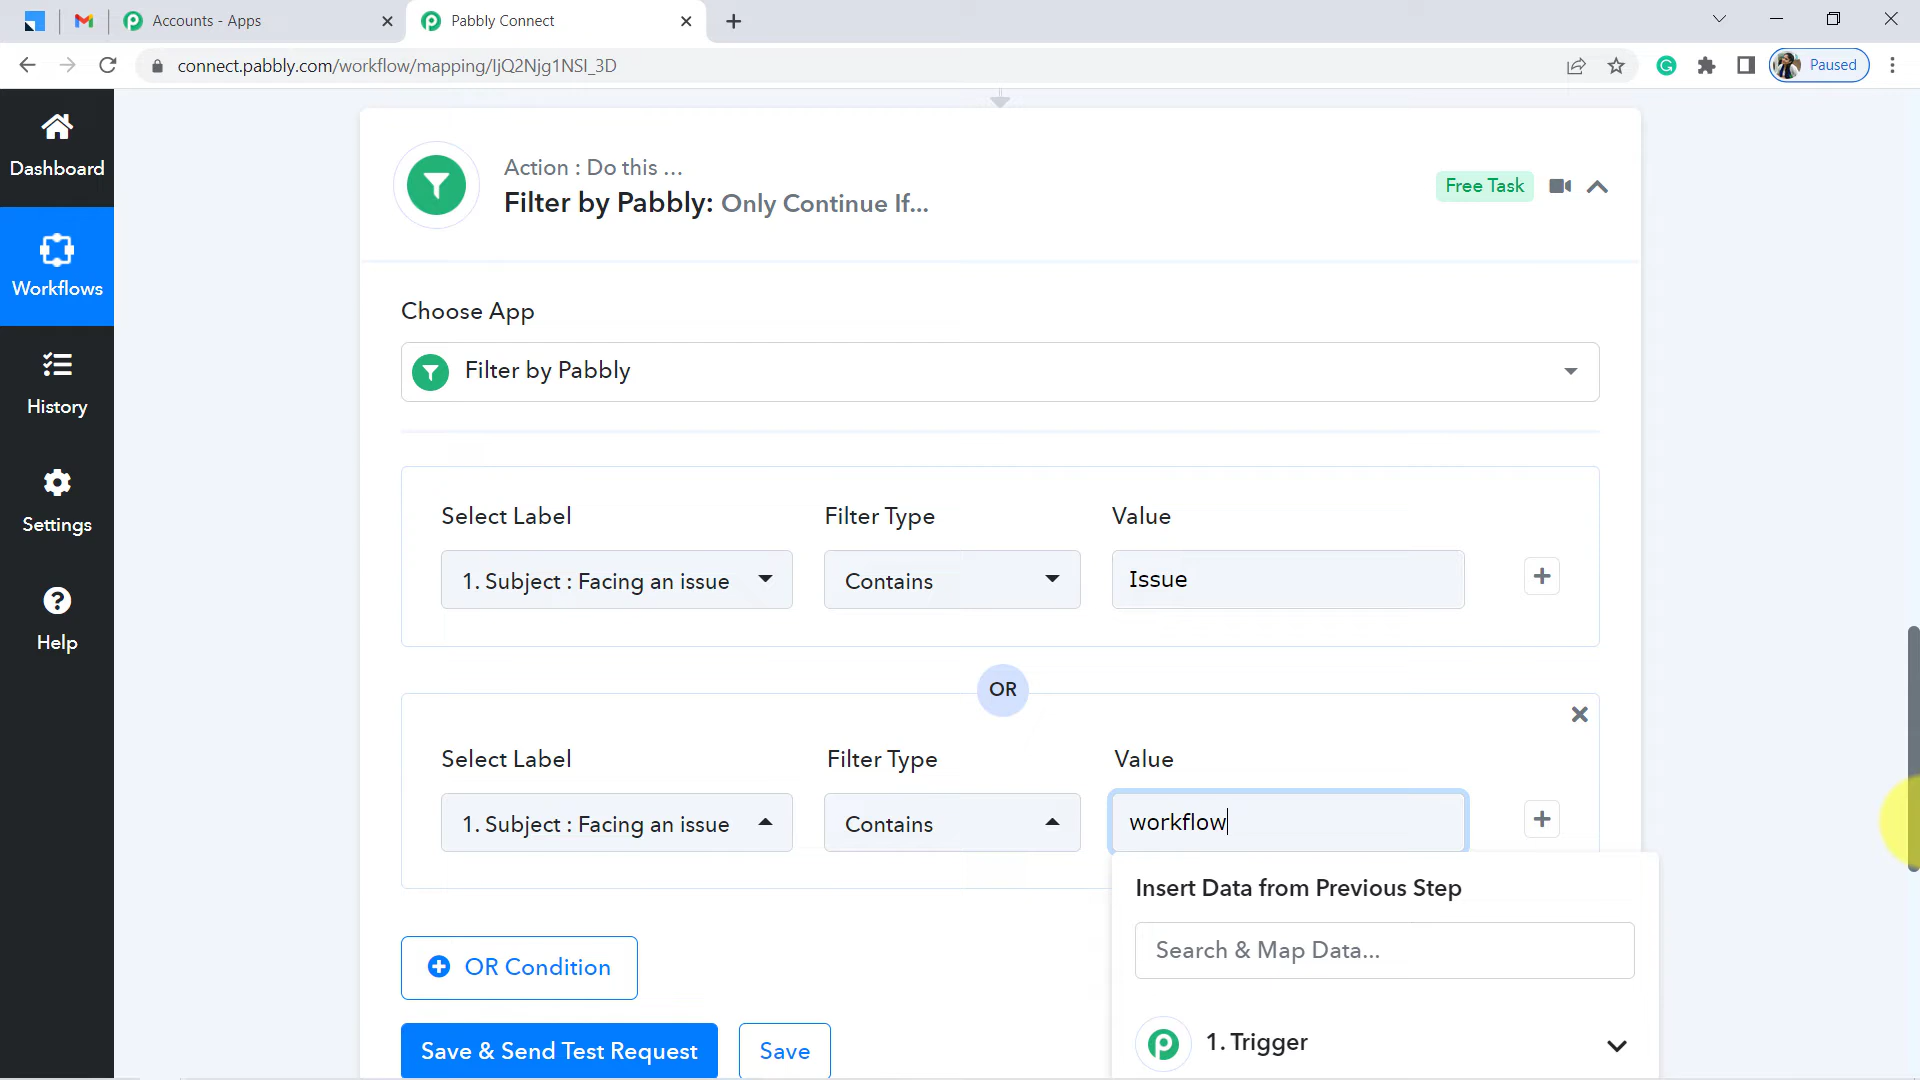 Accounts - Apps
Pabbly Connect
connect.pabbly.com/workflow/mapping/IjQ2Njg1NSI_3D
Paused
Dashboard
Workflows
History
Settings
Help
Action : Do this ...
Filter by Pabbly: Only Continue If...
Free Task
Choose App
Filter by Pabbly
Select Label
Filter Type
Value
1. Subject : Facing an issue
Contains
Issue
OR
Select Label
Filter Type
Value
1. Subject : Facing an issue
Contains
workflow
Insert Data from Previous Step
Search & Map Data...
1. Trigger
OR Condition
Save & Send Test Request
Save